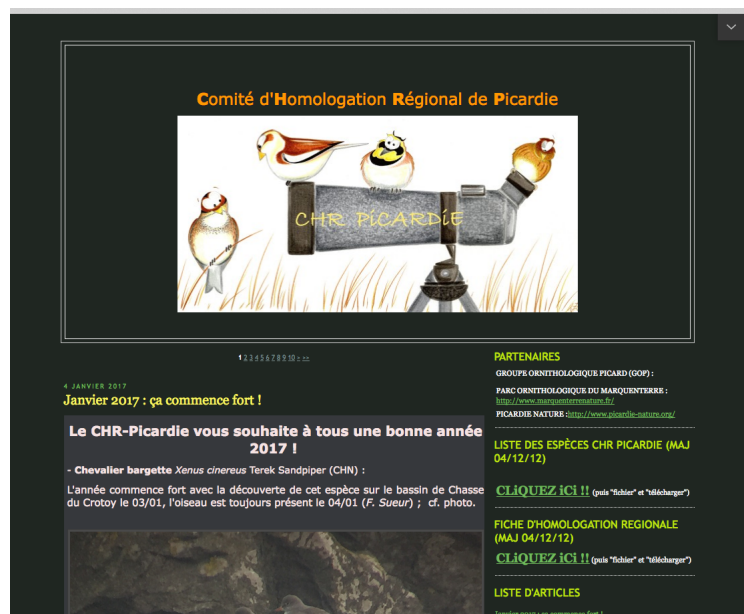 Comité d'Homologation Régional de Picardie
CHR PiCARDiE
1 2 3 4 5 6 7 8 9 10 > >>
4 JANVIER 2017
Janvier 2017 : ça commence fort !
Le CHR-Picardie vous souhaite à tous une bonne année
2017 !
- Chevalier bargette Xenus cinereus Terek Sandpiper (CHN) :
L'année commence fort avec la découverte de cet espèce sur le bassin de Chasse
du Crotoy le 03/01, l'oiseau est toujours présent le 04/01 (F. Sueur) ; cf. photo.
PARTENAIRES
GROUPE ORNITHOLOGIQUE PICARD (GOP) :
PARC ORNITHOLOGIQUE DU MARQUENTERRE :
http://www.marquenterrenature.fr/
PICARDIE NATURE :http://www.picardie-nature.org/
LISTE DES ESPÈCES CHR PICARDIE (MAJ
04/12/12)
CLiQUEZ iCi !! (puis "fichier" et "télécharger")
FICHE D'HOMOLOGATION REGIONALE
(MAJ 04/12/12)
CLiQUEZ iCi !! (puis "fichier" et "télécharger")
LISTE D'ARTICLES
Janvier 2017 : ça commence fort !